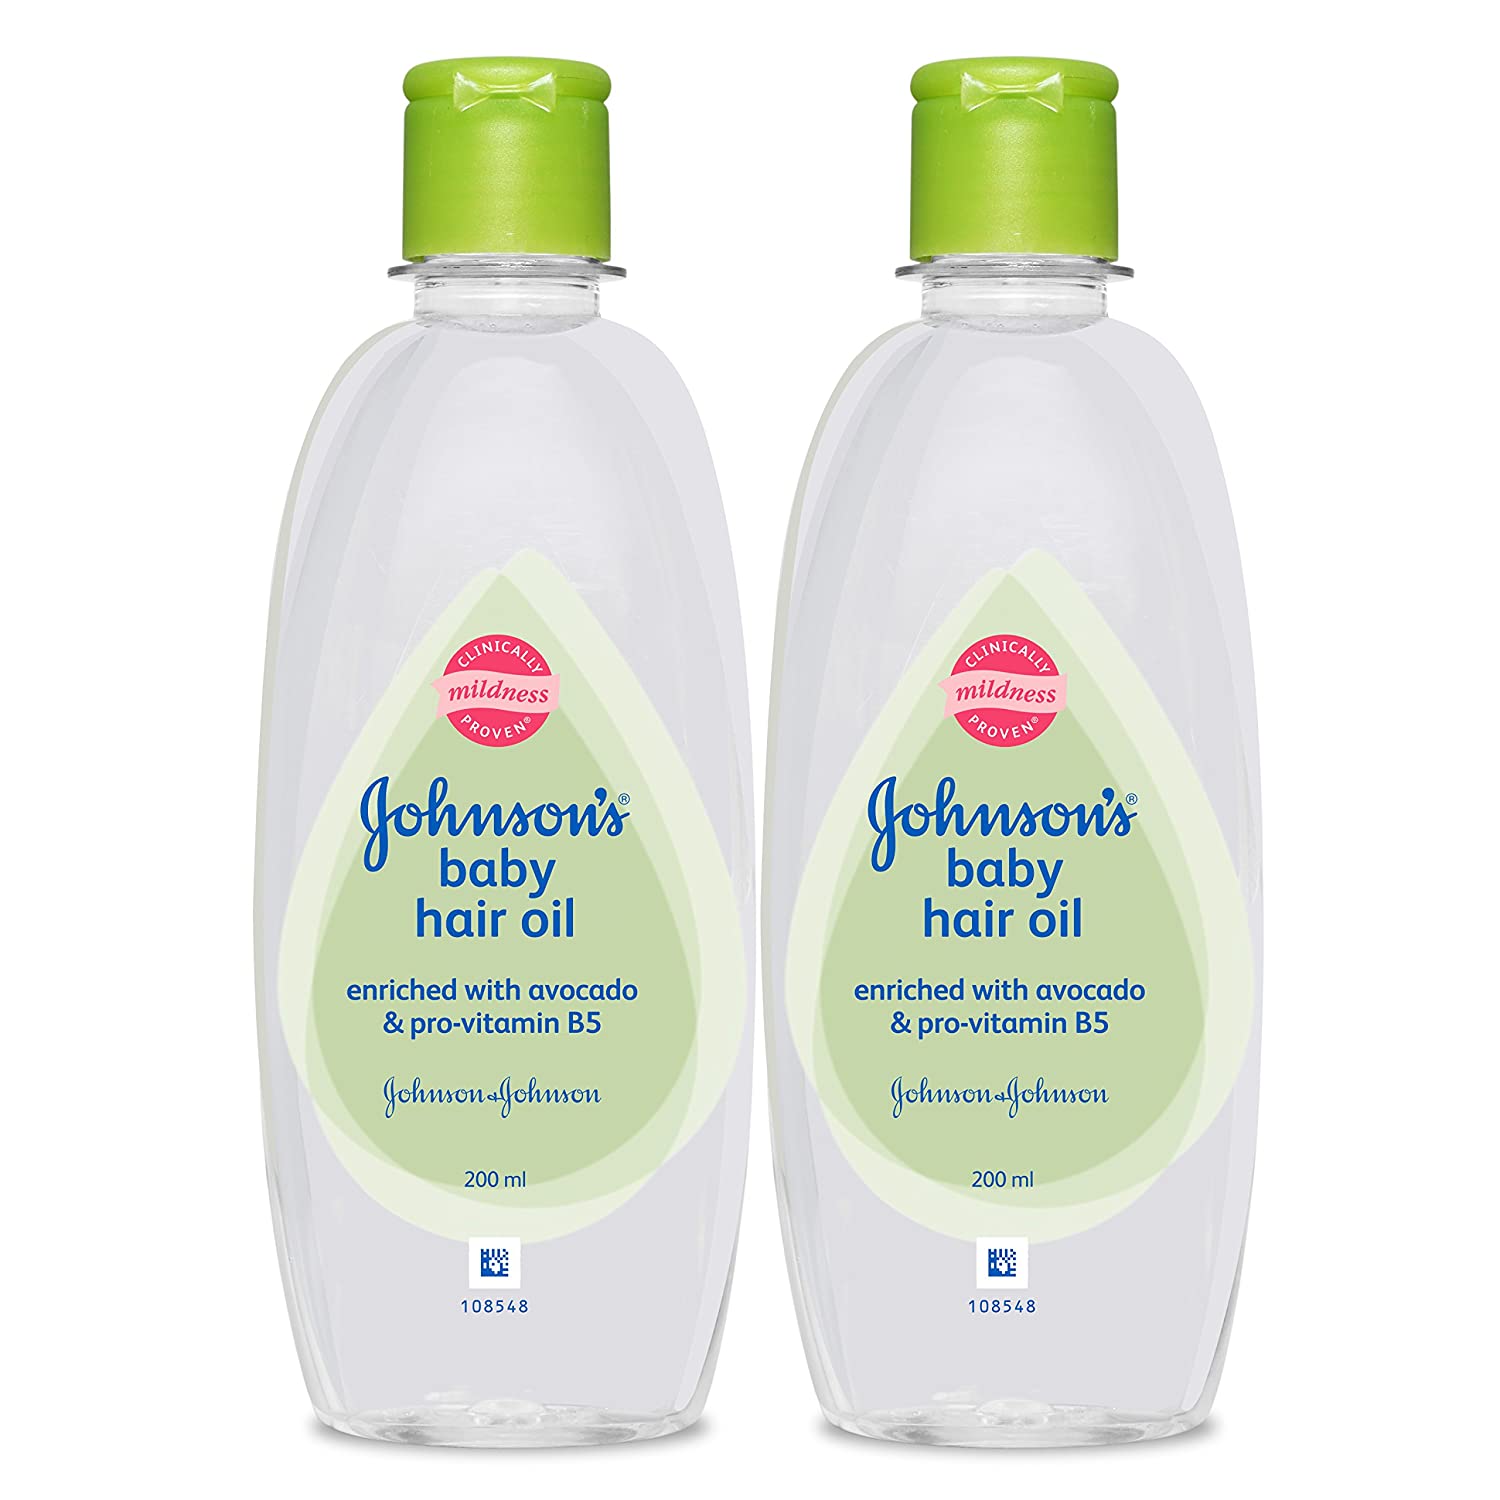 CLINICALLY
mildness
PROVEN®
Johnson's®
baby
hair oil
enriched with avocado
& pro-vitamin B5
Johnson & Johnson
200 ml
108548
CLINICALLY
mildness
PROVEN®
Johnson's®
baby
hair oil
enriched with avocado
& pro-vitamin B5
Johnson & Johnson
200 ml
108548